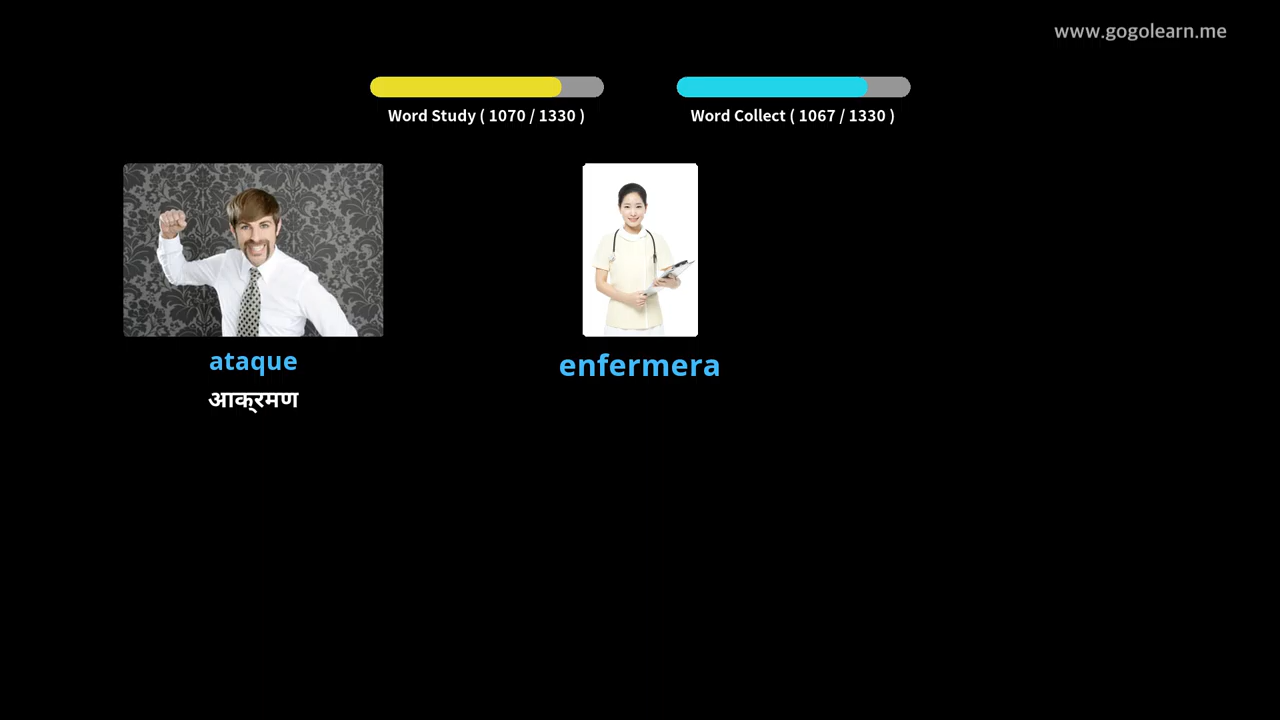 www.gogolearn.me
Word Study ( 1070 / 1330 )
Word Collect ( 1067 / 1330 )
ataque
आक्रमण
enfermera